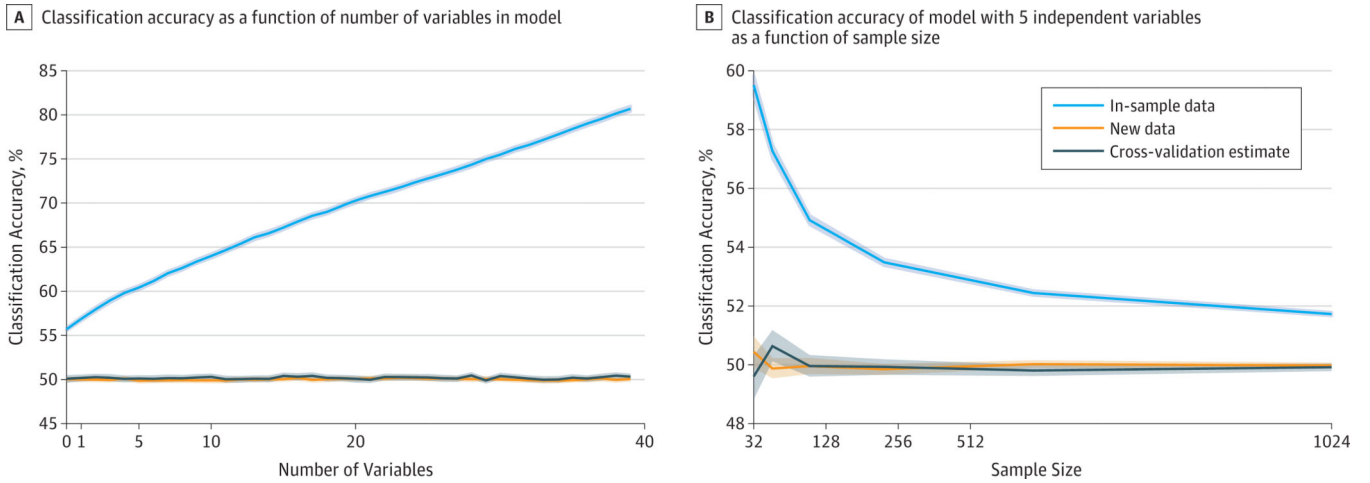 A Classification accuracy as a function of number of variables in model
85
80
75
70
65
60
55
50
45
Classification Accuracy, %
0 1 5 10 20 40
Number of Variables
B Classification accuracy of model with 5 independent variables
as a function of sample size
60
58
56
54
52
50
48
Classification Accuracy, %
In-sample data
New data
Cross-validation estimate
32 128 256 512 1024
Sample Size